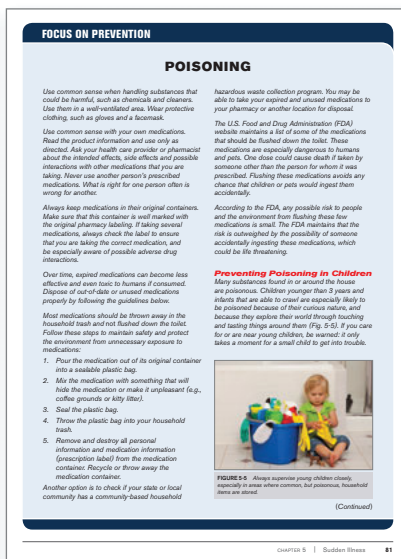 FOCUS ON PREVENTION
POISONING
Use common sense when handling substances that
could be harmful, such as chemicals and cleaners.
Use them in a well-ventilated area. Wear protective
clothing, such as gloves and a facemask.
Use common sense with your own medications.
Read the product information and use only as
directed. Ask your health care provider or pharmacist
about the intended effects, side effects and possible
interactions with other medications that you are
taking. Never use another person's prescribed
medications. What is right for one person often is
wrong for another.
Always keep medications in their original containers.
Make sure that this container is well marked with
the original pharmacy labeling. If taking several
medications, always check the label to ensure
that you are taking the correct medication, and
be especially aware of possible adverse drug
interactions.
Over time, expired medications can become less
effective and even toxic to humans if consumed.
Dispose of out-of-date or unused medications
properly by following the guidelines below.
Most medications should be thrown away in the
household trash and not flushed down the toilet.
Follow these steps to maintain safety and protect
the environment from unnecessary exposure to
medications:
1. Pour the medication out of its original container
into a sealable plastic bag.
2. Mix the medication with something that will
hide the medication or make it unpleasant (e.g.,
coffee grounds or kitty litter).
3. Seal the plastic bag.
4. Throw the plastic bag into your household
trash.
5. Remove and destroy all personal
information and medication information
(prescription label) from the medication
container. Recycle or throw away the
medication container.
Another option is to check if your state or local
community has a community-based household
hazardous waste collection program. You may be
able to take your expired and unused medications to
your pharmacy or another location for disposal.
The U.S. Food and Drug Administration (FDA)
website maintains a list of some of the medications
that should be flushed down the toilet. These
medications are especially dangerous to humans
and pets. One dose could cause death if taken by
someone other than the person for whom it was
prescribed. Flushing these medications avoids any
chance that children or pets would ingest them
accidentally.
According to the FDA, any possible risk to people
and the environment from flushing these few
medications is small. The FDA maintains that the
risk is outweighed by the possibility of someone
accidentally ingesting these medications, which
could be life threatening.
Preventing Poisoning in Children
Many substances found in or around the house
are poisonous. Children younger than 3 years and
infants that are able to crawl are especially likely to
be poisoned because of their curious nature, and
because they explore their world through touching
and tasting things around them (Fig. 5-5). If you care
for or are near young children, be warned: it only
takes a moment for a small child to get into trouble.
FIGURE 5-5 Always supervise young children closely,
especially in areas where common, but poisonous, household
items are stored.
(Continued)
CHAPTER 5 | Sudden Illness 81